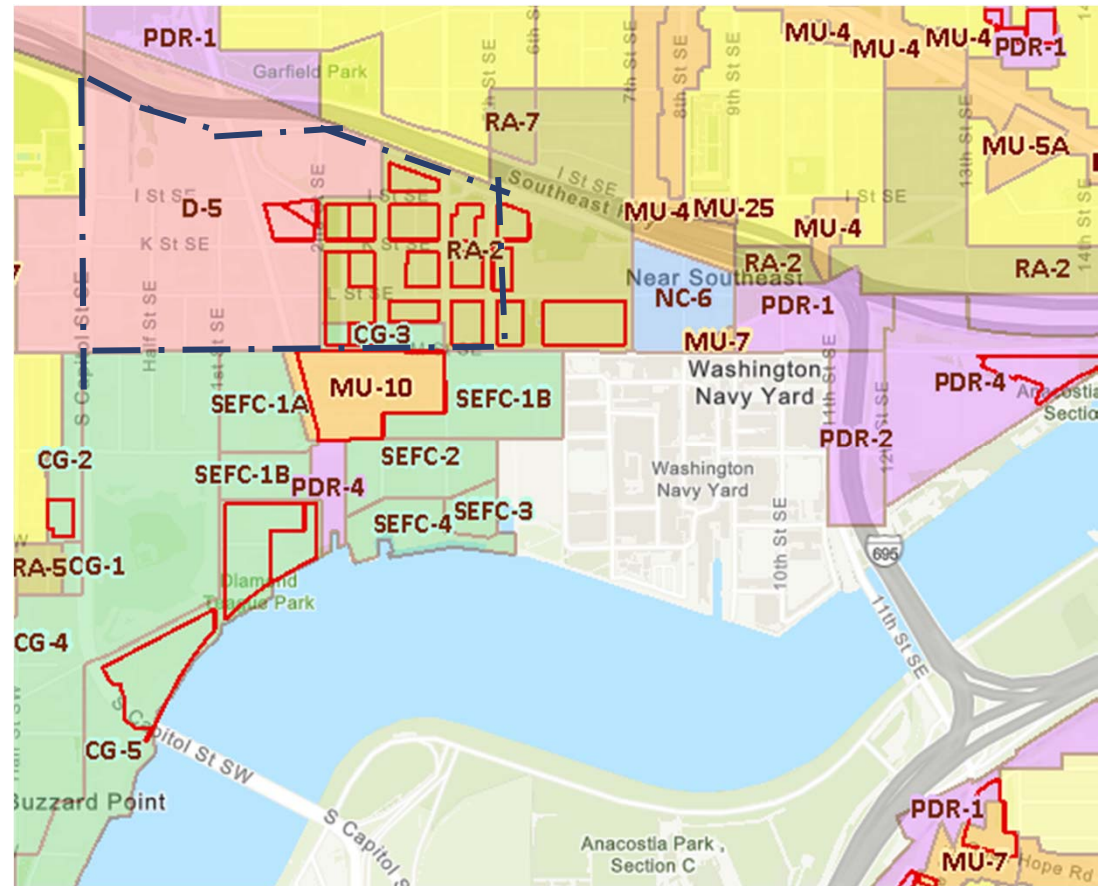 PDR-1
MU-4
MU-4
MU-4
PDR-1
Garfield Park
6th
7th St SE
8th St SE
9th St SE
RA-7
13th St SE
MU-5A
14th St SE
I St SE
Southeast
I St SE
I St SE
I St SE
D-5
MU-4
MU-25
MU-4
K St SE
K St SE
RA-2
RA-2
RA-2
Near Southeast
L St SE
NC-6
PDR-1
S Capitol St SE
Half St SE
1st St SE
CG-3
MU-7
Washington
Navy Yard
11th St SE
12th St SE
PDR-4
MU-10
SEFC-1A
SEFC-1B
Section
PDR-2
CG-2
SEFC-2
SEFC-1B
PDR-4
Washington
Navy Yard
SEFC-3
SEFC-4
10th St SE
695
RA-5
CG-1
Diamond
Teague Park
11th St SE
CG-4
S Capitol St SW
CG-5
Buzzard Point
S Capitol S
PDR-1
Anacostia Park ,
Section C
MU-7
Hope Rd